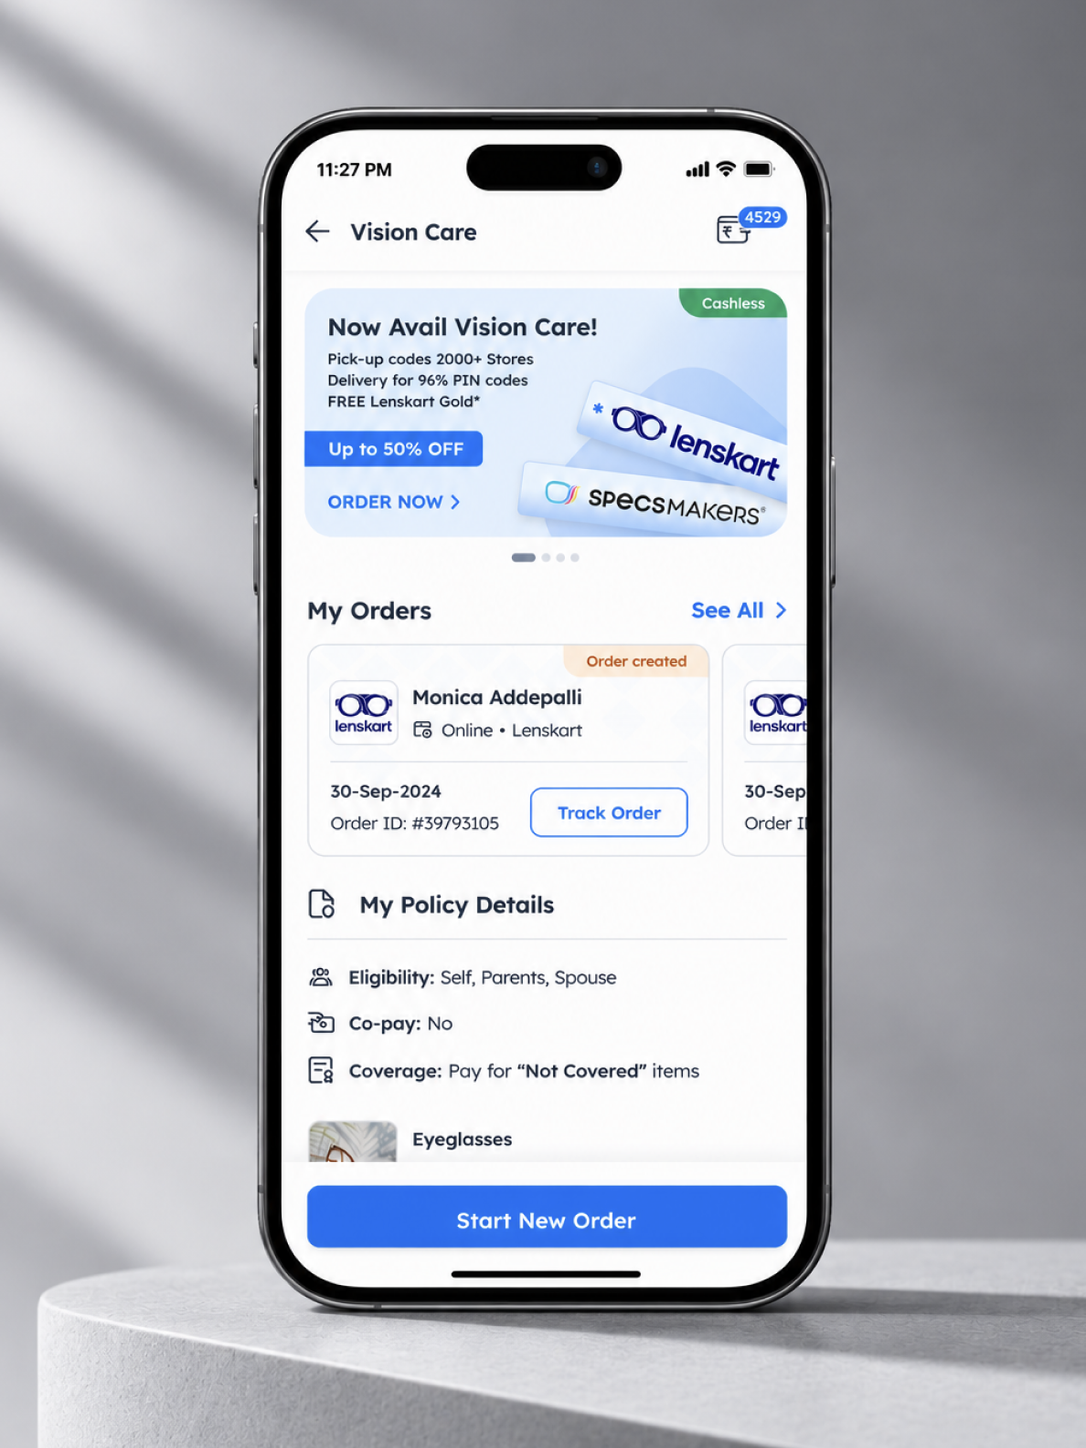 11:27 PM
Vision Care
₹
4529
Cashless
Now Avail Vision Care!
Pick-up codes 2000+ Stores
Delivery for 96% PIN codes
FREE Lenskart Gold*
Up to 50% OFF
ORDER NOW
* lenskart
SPECSMAKERS®
My Orders
See All
Order created
lenskart
Monica Addepalli
Online • Lenskart
30-Sep-2024
Order ID: #39793105
Track Order
lenskart
30-Sep
Order I
My Policy Details
Eligibility: Self, Parents, Spouse
Co-pay: No
Coverage: Pay for “Not Covered” items
Eyeglasses
Start New Order